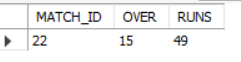 MATCH_ID OVER RUNS
22 15 49